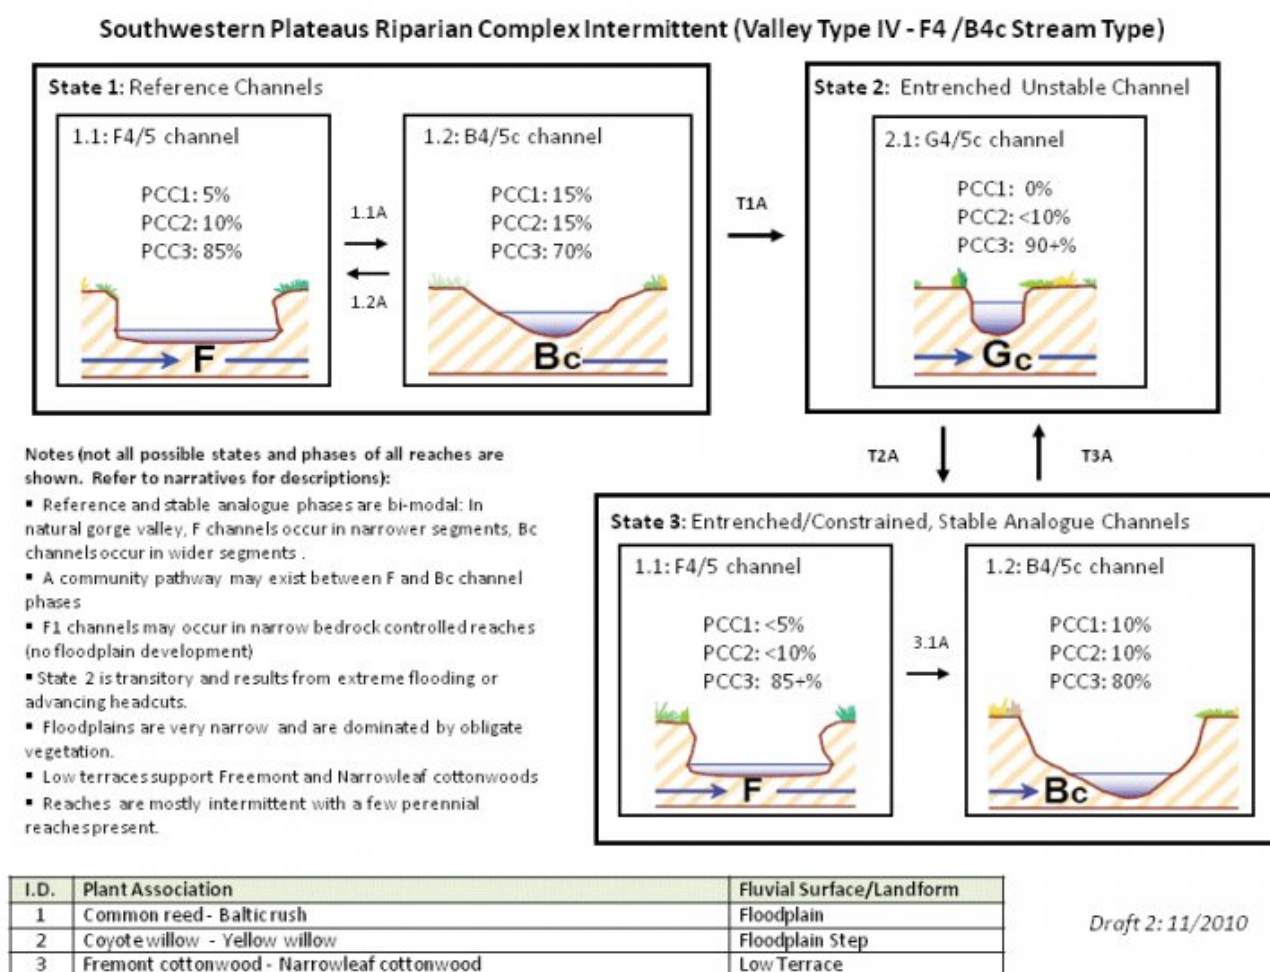 Southwestern Plateaus Riparian Complex Intermittent (Valley Type IV - F4 /B4c Stream Type)
State 1: Reference Channels
1.1: F4/5 channel
PCC1: 5%
PCC2: 10%
PCC3: 85%
F
1.1A
1.2A
1.2: B4/5c channel
PCC1: 15%
PCC2: 15%
PCC3: 70%
Bc
T1A
State 2: Entrenched Unstable Channel
2.1: G4/5c channel
PCC1: 0%
PCC2: <10%
PCC3: 90+%
Gc
T2A
T3A
Notes (not all possible states and phases of all reaches are
shown. Refer to narratives for descriptions):
▪ Reference and stable analogue phases are bi-modal: In
natural gorge valley, F channels occur in narrower segments, Bc
channels occur in wider segments .
▪ A community pathway may exist between F and Bc channel
phases
▪ F1 channels may occur in narrow bedrock controlled reaches
(no floodplain development)
▪ State 2 is transitory and results from extreme flooding or
advancing headcuts.
▪ Floodplains are very narrow and are dominated by obligate
vegetation.
▪ Low terraces support Freemont and Narrowleaf cottonwoods
▪ Reaches are mostly intermittent with a few perennial
reaches present.
State 3: Entrenched/Constrained, Stable Analogue Channels
1.1: F4/5 channel
PCC1: <5%
PCC2: <10%
PCC3: 85+%
F
3.1A
1.2: B4/5c channel
PCC1: 10%
PCC2: 10%
PCC3: 80%
Bc
I.D. Plant Association Fluvial Surface/Landform
1 Common reed - Baltic rush Floodplain
2 Coyote willow - Yellow willow Floodplain Step
3 Fremont cottonwood - Narrowleaf cottonwood Low Terrace
Draft 2: 11/2010